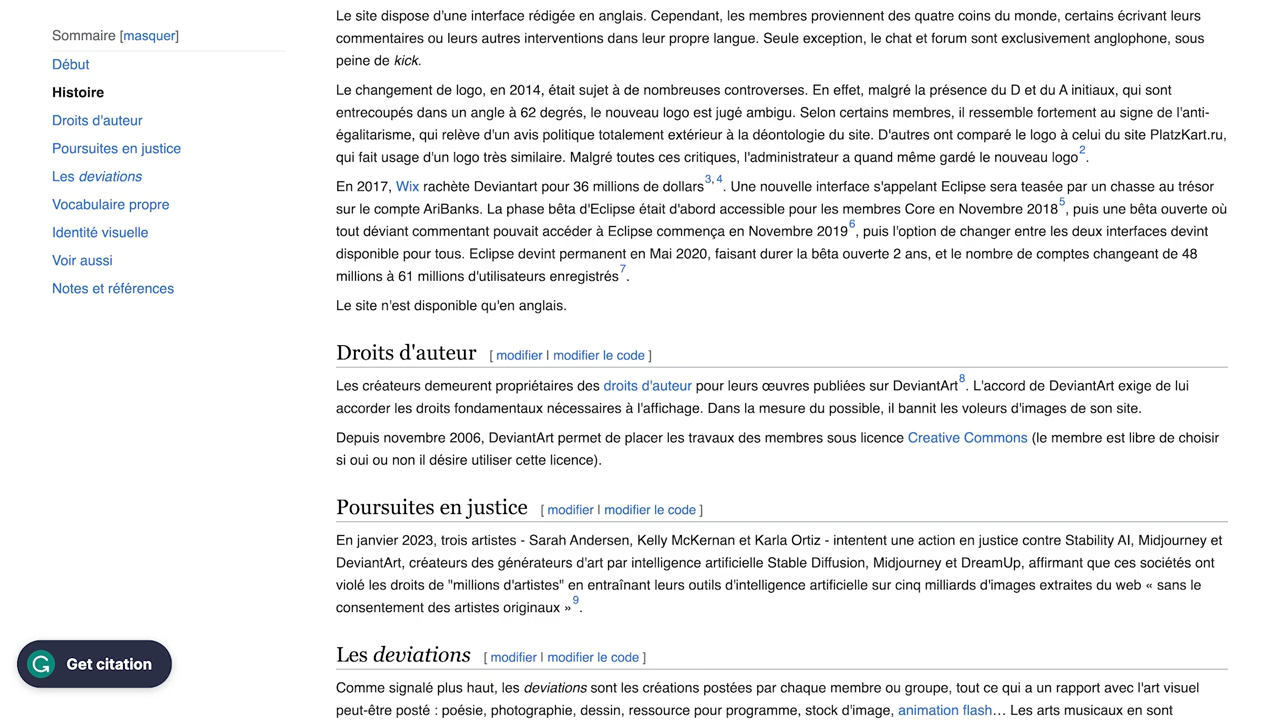 Sommaire [masquer]
Début
Histoire
Droits d'auteur
Poursuites en justice
Les deviations
Vocabulaire propre
Identité visuelle
Voir aussi
Notes et références
Le site dispose d'une interface rédigée en anglais. Cependant, les membres proviennent des quatre coins du monde, certains écrivant leurs
commentaires ou leurs autres interventions dans leur propre langue. Seule exception, le chat et forum sont exclusivement anglophone, sous
peine de kick.
Le changement de logo, en 2014, était sujet à de nombreuses controverses. En effet, malgré la présence du D et du A initiaux, qui sont
entrecoupés dans un angle à 62 degrés, le nouveau logo est jugé ambigu. Selon certains membres, il ressemble fortement au signe de l'anti-
égalitarisme, qui relève d'un avis politique totalement extérieur à la déontologie du site. D'autres ont comparé le logo à celui du site PlatzKart.ru,
qui fait usage d'un logo très similaire. Malgré toutes ces critiques, l'administrateur a quand même gardé le nouveau logo2.
En 2017, Wix rachète Deviantart pour 36 millions de dollars3, 4. Une nouvelle interface s'appelant Eclipse sera teasée par un chasse au trésor
sur le compte AriBanks. La phase bêta d'Eclipse était d'abord accessible pour les membres Core en Novembre 20185, puis une bêta ouverte où
tout déviant commentant pouvait accéder à Eclipse commença en Novembre 20196, puis l'option de changer entre les deux interfaces devint
disponible pour tous. Eclipse devint permanent en Mai 2020, faisant durer la bêta ouverte 2 ans, et le nombre de comptes changeant de 48
millions à 61 millions d'utilisateurs enregistrés7.
Le site n'est disponible qu'en anglais.
Droits d'auteur [ modifier | modifier le code ]
Les créateurs demeurent propriétaires des droits d'auteur pour leurs œuvres publiées sur DeviantArt8. L'accord de DeviantArt exige de lui
accorder les droits fondamentaux nécessaires à l'affichage. Dans la mesure du possible, il bannit les voleurs d'images de son site.
Depuis novembre 2006, DeviantArt permet de placer les travaux des membres sous licence Creative Commons (le membre est libre de choisir
si oui ou non il désire utiliser cette licence).
Poursuites en justice [ modifier | modifier le code ]
En janvier 2023, trois artistes - Sarah Andersen, Kelly McKernan et Karla Ortiz - intentent une action en justice contre Stability AI, Midjourney et
DeviantArt, créateurs des générateurs d'art par intelligence artificielle Stable Diffusion, Midjourney et DreamUp, affirmant que ces sociétés ont
violé les droits de "millions d'artistes" en entraînant leurs outils d'intelligence artificielle sur cinq milliards d'images extraites du web « sans le
consentement des artistes originaux »9.
Les deviations [ modifier | modifier le code ]
Comme signalé plus haut, les deviations sont les créations postées par chaque membre ou groupe, tout ce qui a un rapport avec l'art visuel
peut-être posté : poésie, photographie, dessin, ressource pour programme, stock d'image, animation flash… Les arts musicaux en sont
Get citation